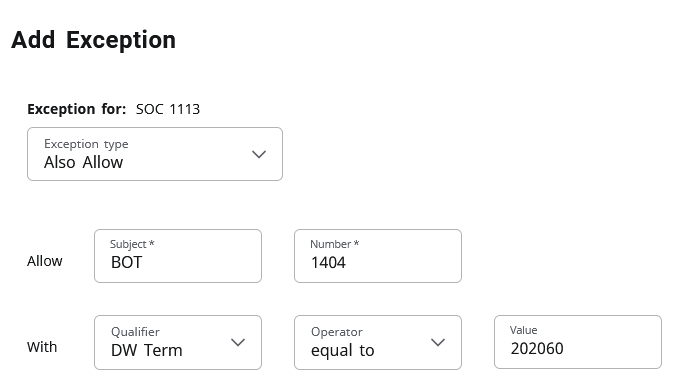 Add Exception
Exception for: SOC 1113
Exception type
Also Allow
Allow
Subject *
BOT
Number *
1404
With
Qualifier
DW Term
Operator
equal to
Value
202060